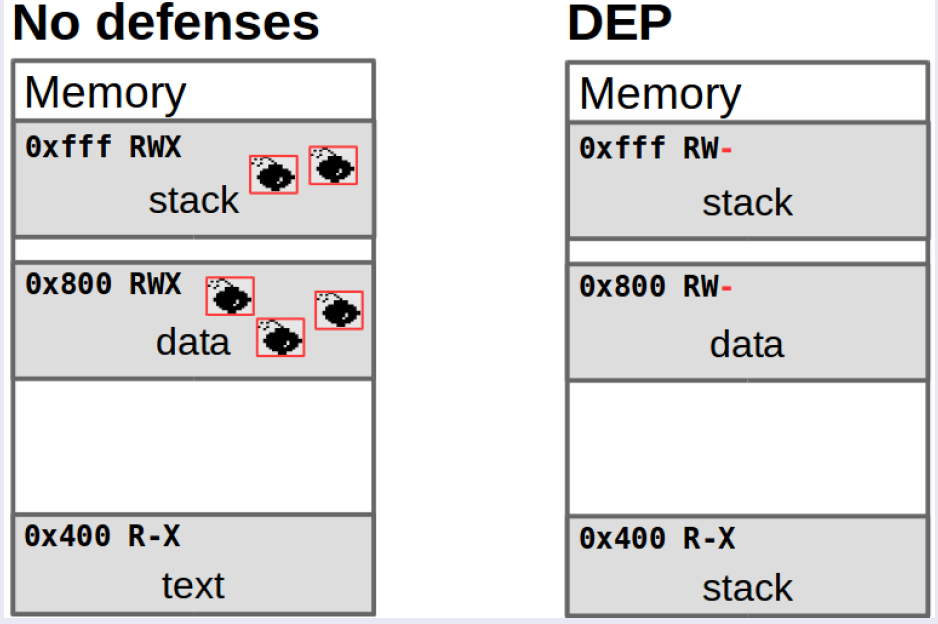 No defenses
Memory
0xfff RWX
stack
0x800 RWX
data
0x400 R-X
text
DEP
Memory
0xfff RW-
stack
0x800 RW-
data
0x400 R-X
stack